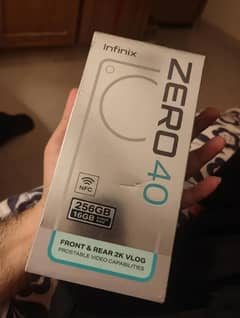 Infinix
ZERO 40
NFC
256GB
16GB
FRONT & REAR 2K VLOG
PROSTABLE VIDEO CAPABILITIES